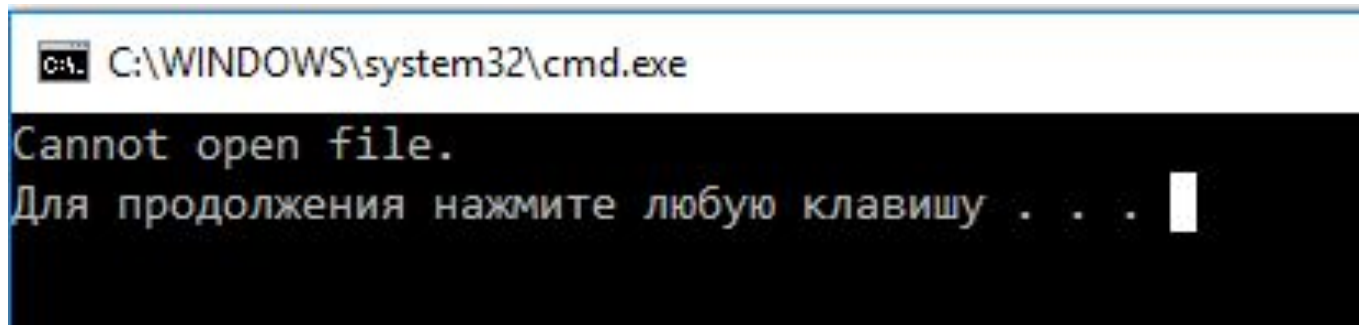 C:\WINDOWS\system32\cmd.exe
Cannot open file.
Для продолжения нажмите любую клавишу . . .